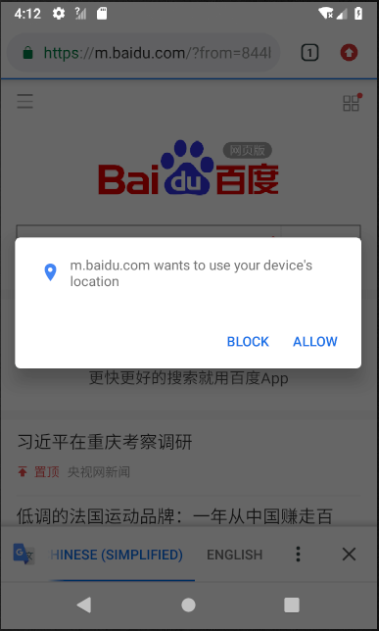 4:12
https://m.baidu.com/?from=844l
1
网页版
Bai du 百度
m.baidu.com wants to use your device's
location
BLOCK
ALLOW
更快更好的搜索就用百度App
习近平在重庆考察调研
置顶 央视网新闻
低调的法国运动品牌：一年从中国赚走百
HINESE (SIMPLIFIED)
ENGLISH